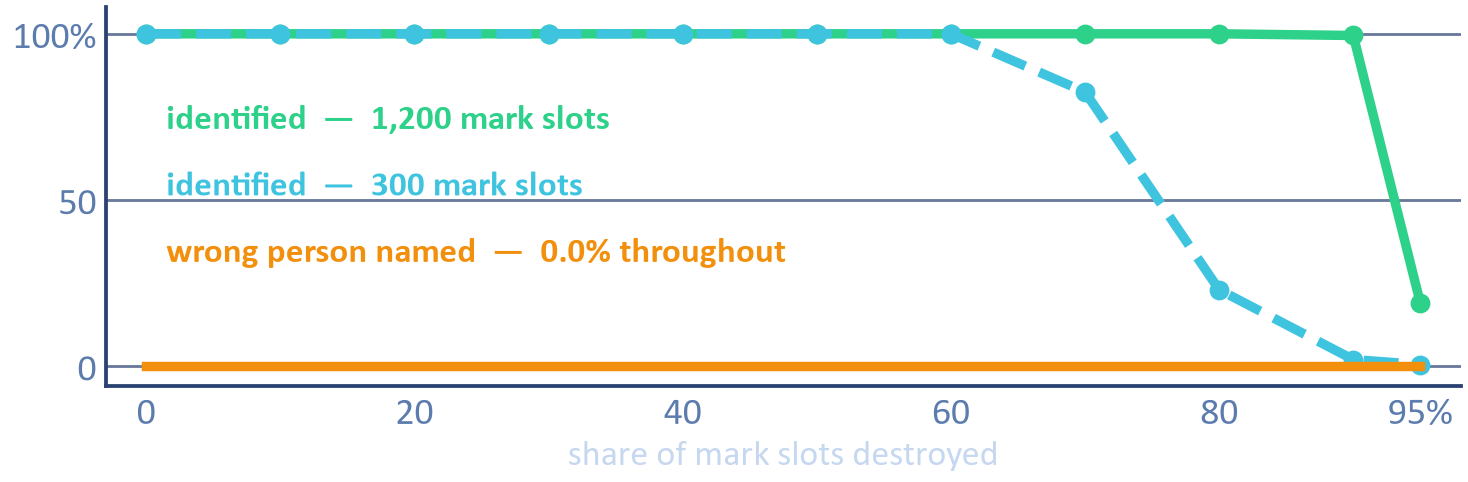 100%
identified — 1,200 mark slots
identified — 300 mark slots
50
wrong person named — 0.0% throughout
0
0 20 40 60 80 95%
share of mark slots destroyed